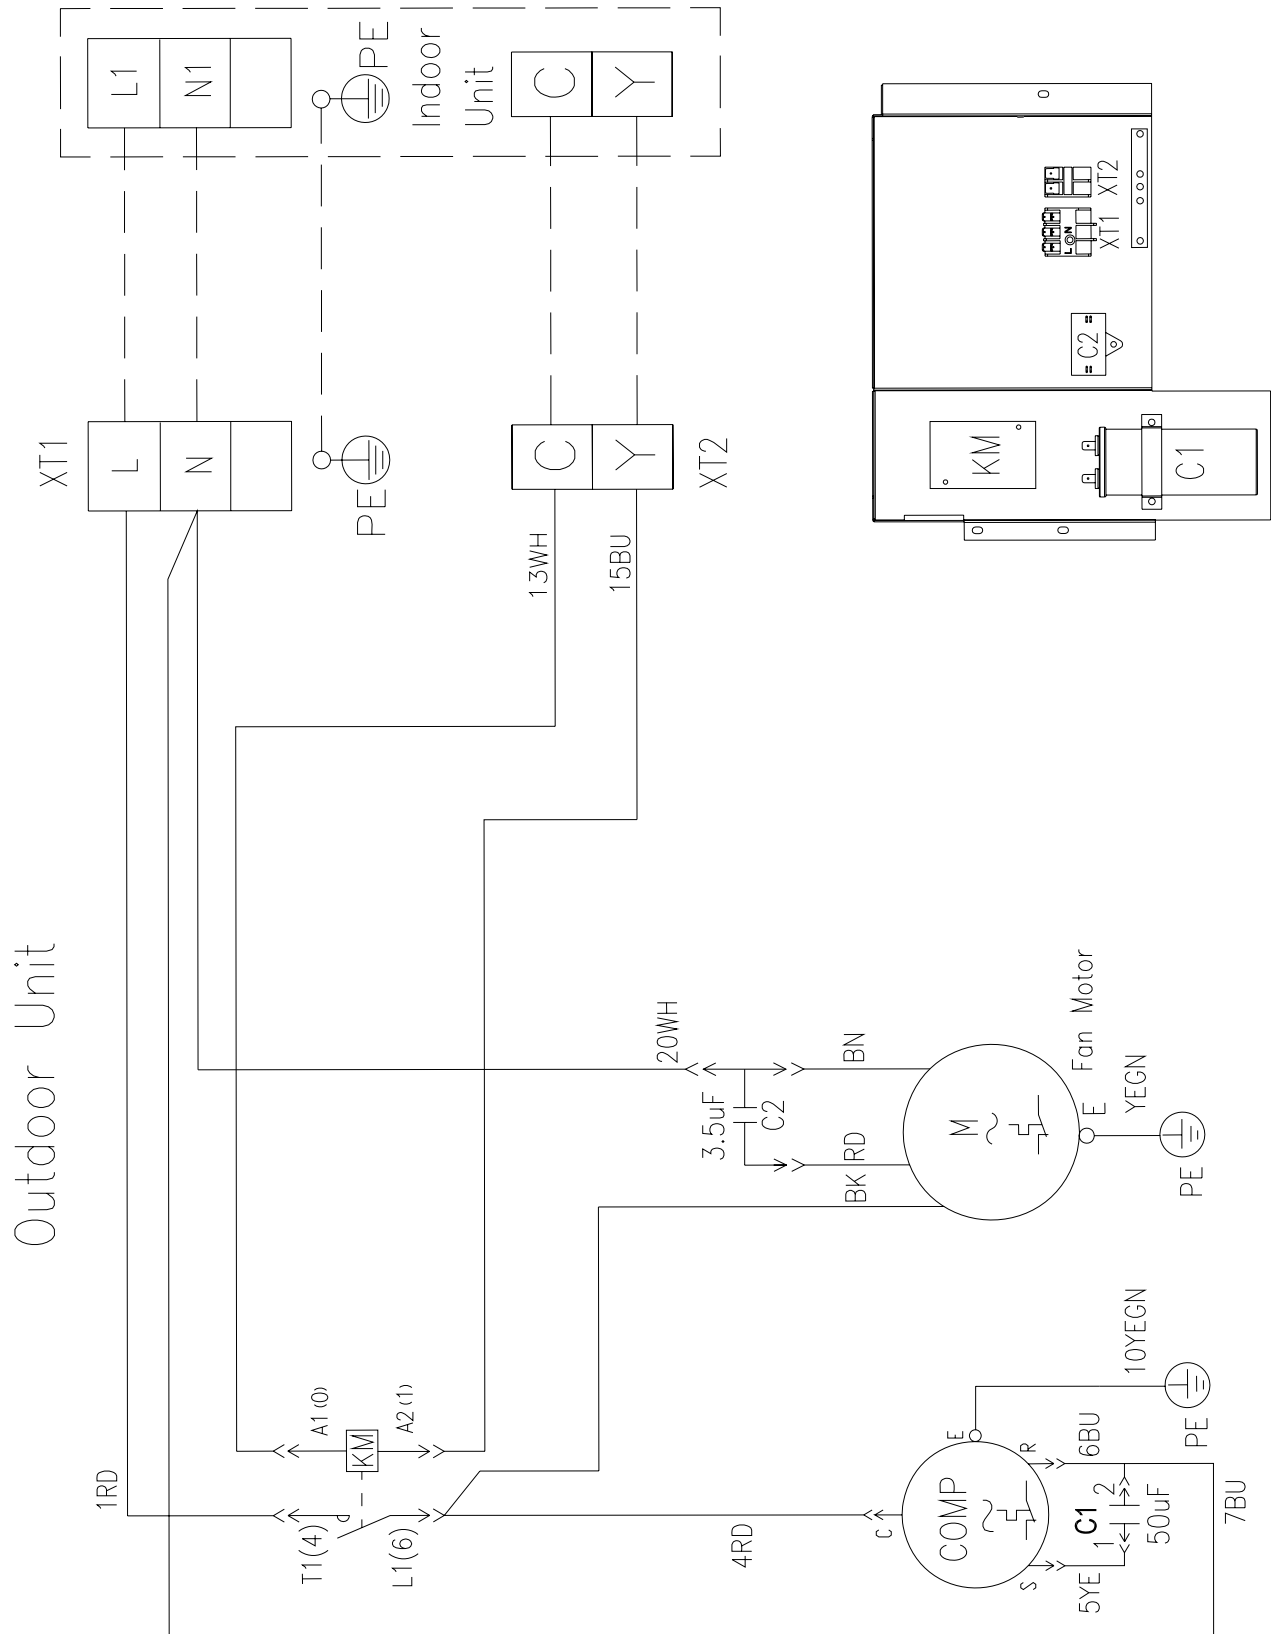 Outdoor Unit
XT1
L
N
PE
L1
N1
PE
Indoor
Unit
C
Y
C
Y
XT2
13WH
15BU
1RD
A1(0)
KM
A2(1)
T1(4)
L1(6)
4RD
20WH
3.5uF
C2
BN
RD
BK
M
Fan Motor
E
YEGN
PE
C
COMP
E
R
S
10YEGN
PE
6BU
5YE
1
C1
2
50uF
7BU
KM
C1
C2
XT1
L
N
XT2